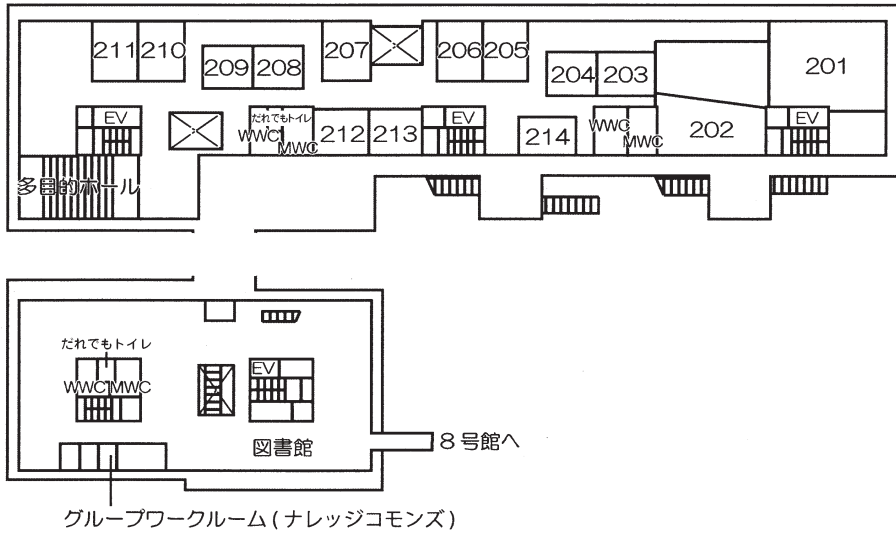 211
210
209
208
207
206
205
204
203
201
EV
WWC
だれでもトイレ
MWC
212
213
EV
214
WWC
MWC
202
EV
多目的ホール
だれでもトイレ
WWC
MWC
EV
図書館
8号館へ
グループワークルーム(ナレッジコモンズ)